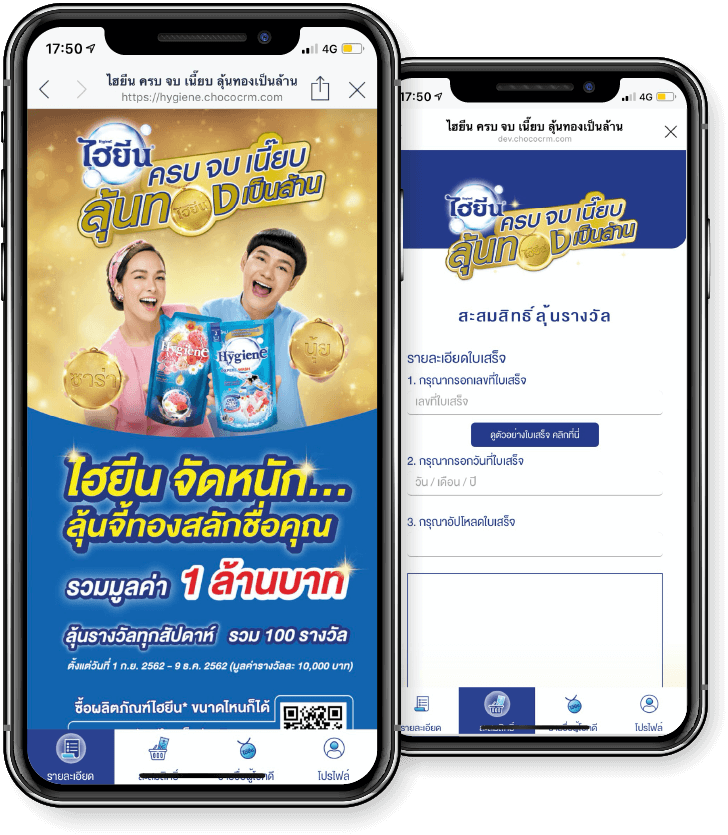 17:50
4G
ไฮยีน ครบ จบ เนี๊ยบ ลุ้นทองเป็นล้าน
https://hygiene.chococrm.com
ไฮยีน
ครบ จบ เนี๊ยบ
ลุ้นทอง เป็นล้าน
ไฮยีน
Hygiene
Hygiene
ซาร่า
นุ้ย
ไฮยีน จัดหนัก...
ลุ้นจี้ทองสลักชื่อคุณ
รวมมูลค่า 1 ล้านบาท
ลุ้นรางวัลทุกสัปดาห์ รวม 100 รางวัล
ตั้งแต่วันที่ 1 ก.ย. 2562 – 9 ธ.ค. 2562 (มูลค่ารางวัลละ 10,000 บาท)
ซื้อผลิตภัณฑ์ไฮยีน* ขนาดไหนก็ได้
รายละเอียด
สะสมสิทธิ์
รายชื่อผู้โชคดี
โปรไฟล์
17:50
4G
ไฮยีน ครบ จบ เนี๊ยบ ลุ้นทองเป็นล้าน
dev.chococrm.com
ไฮยีน
ครบ จบ เนี๊ยบ
ลุ้นทอง เป็นล้าน
สะสมสิทธิ์ ลุ้นรางวัล
รายละเอียดใบเสร็จ
1. กรุณากรอกเลขที่ใบเสร็จ
เลขที่ใบเสร็จ
ดูตัวอย่างใบเสร็จ คลิกที่นี่
2. กรุณากรอกวันที่ใบเสร็จ
วัน / เดือน / ปี
3. กรุณาอัปโหลดใบเสร็จ
รายละเอียด
สะสมสิทธิ์
รายชื่อผู้โชคดี
โปรไฟล์